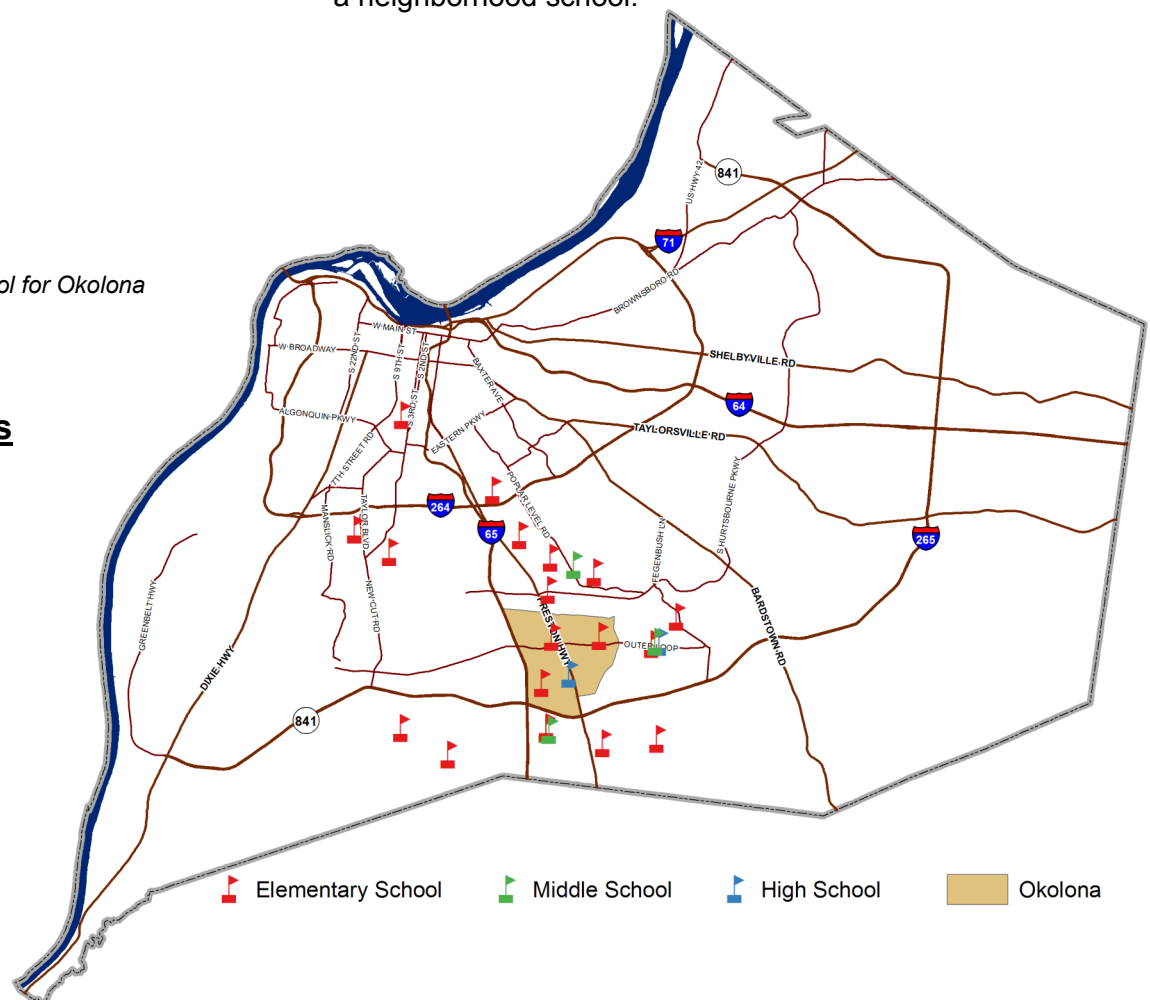 a neighborhood school.
841
US HWY 42
71
ol for Okolona
BROWNSBORO RD
W MAIN ST
W BROADWAY
S 22ND ST
S 9TH ST
S 2ND ST
BAXTER AVE
SHELBYVILLE RD
64
ALGONQUIN PKWY
S 3RD ST
EASTERN PKWY
TAYLORSVILLE RD
s
7TH STREET RD
POPLAR LEVEL RD
S HURTSBOURNE PKWY
264
TAYLOR BLVD
MANSLICK RD
65
FEGENBUSH LN
265
GREENBELT HWY
NEW CUT RD
PRESTON HWY
BARDSTOWN RD
OUTER LOOP
DIXIE HWY
841
Elementary School
Middle School
High School
Okolona